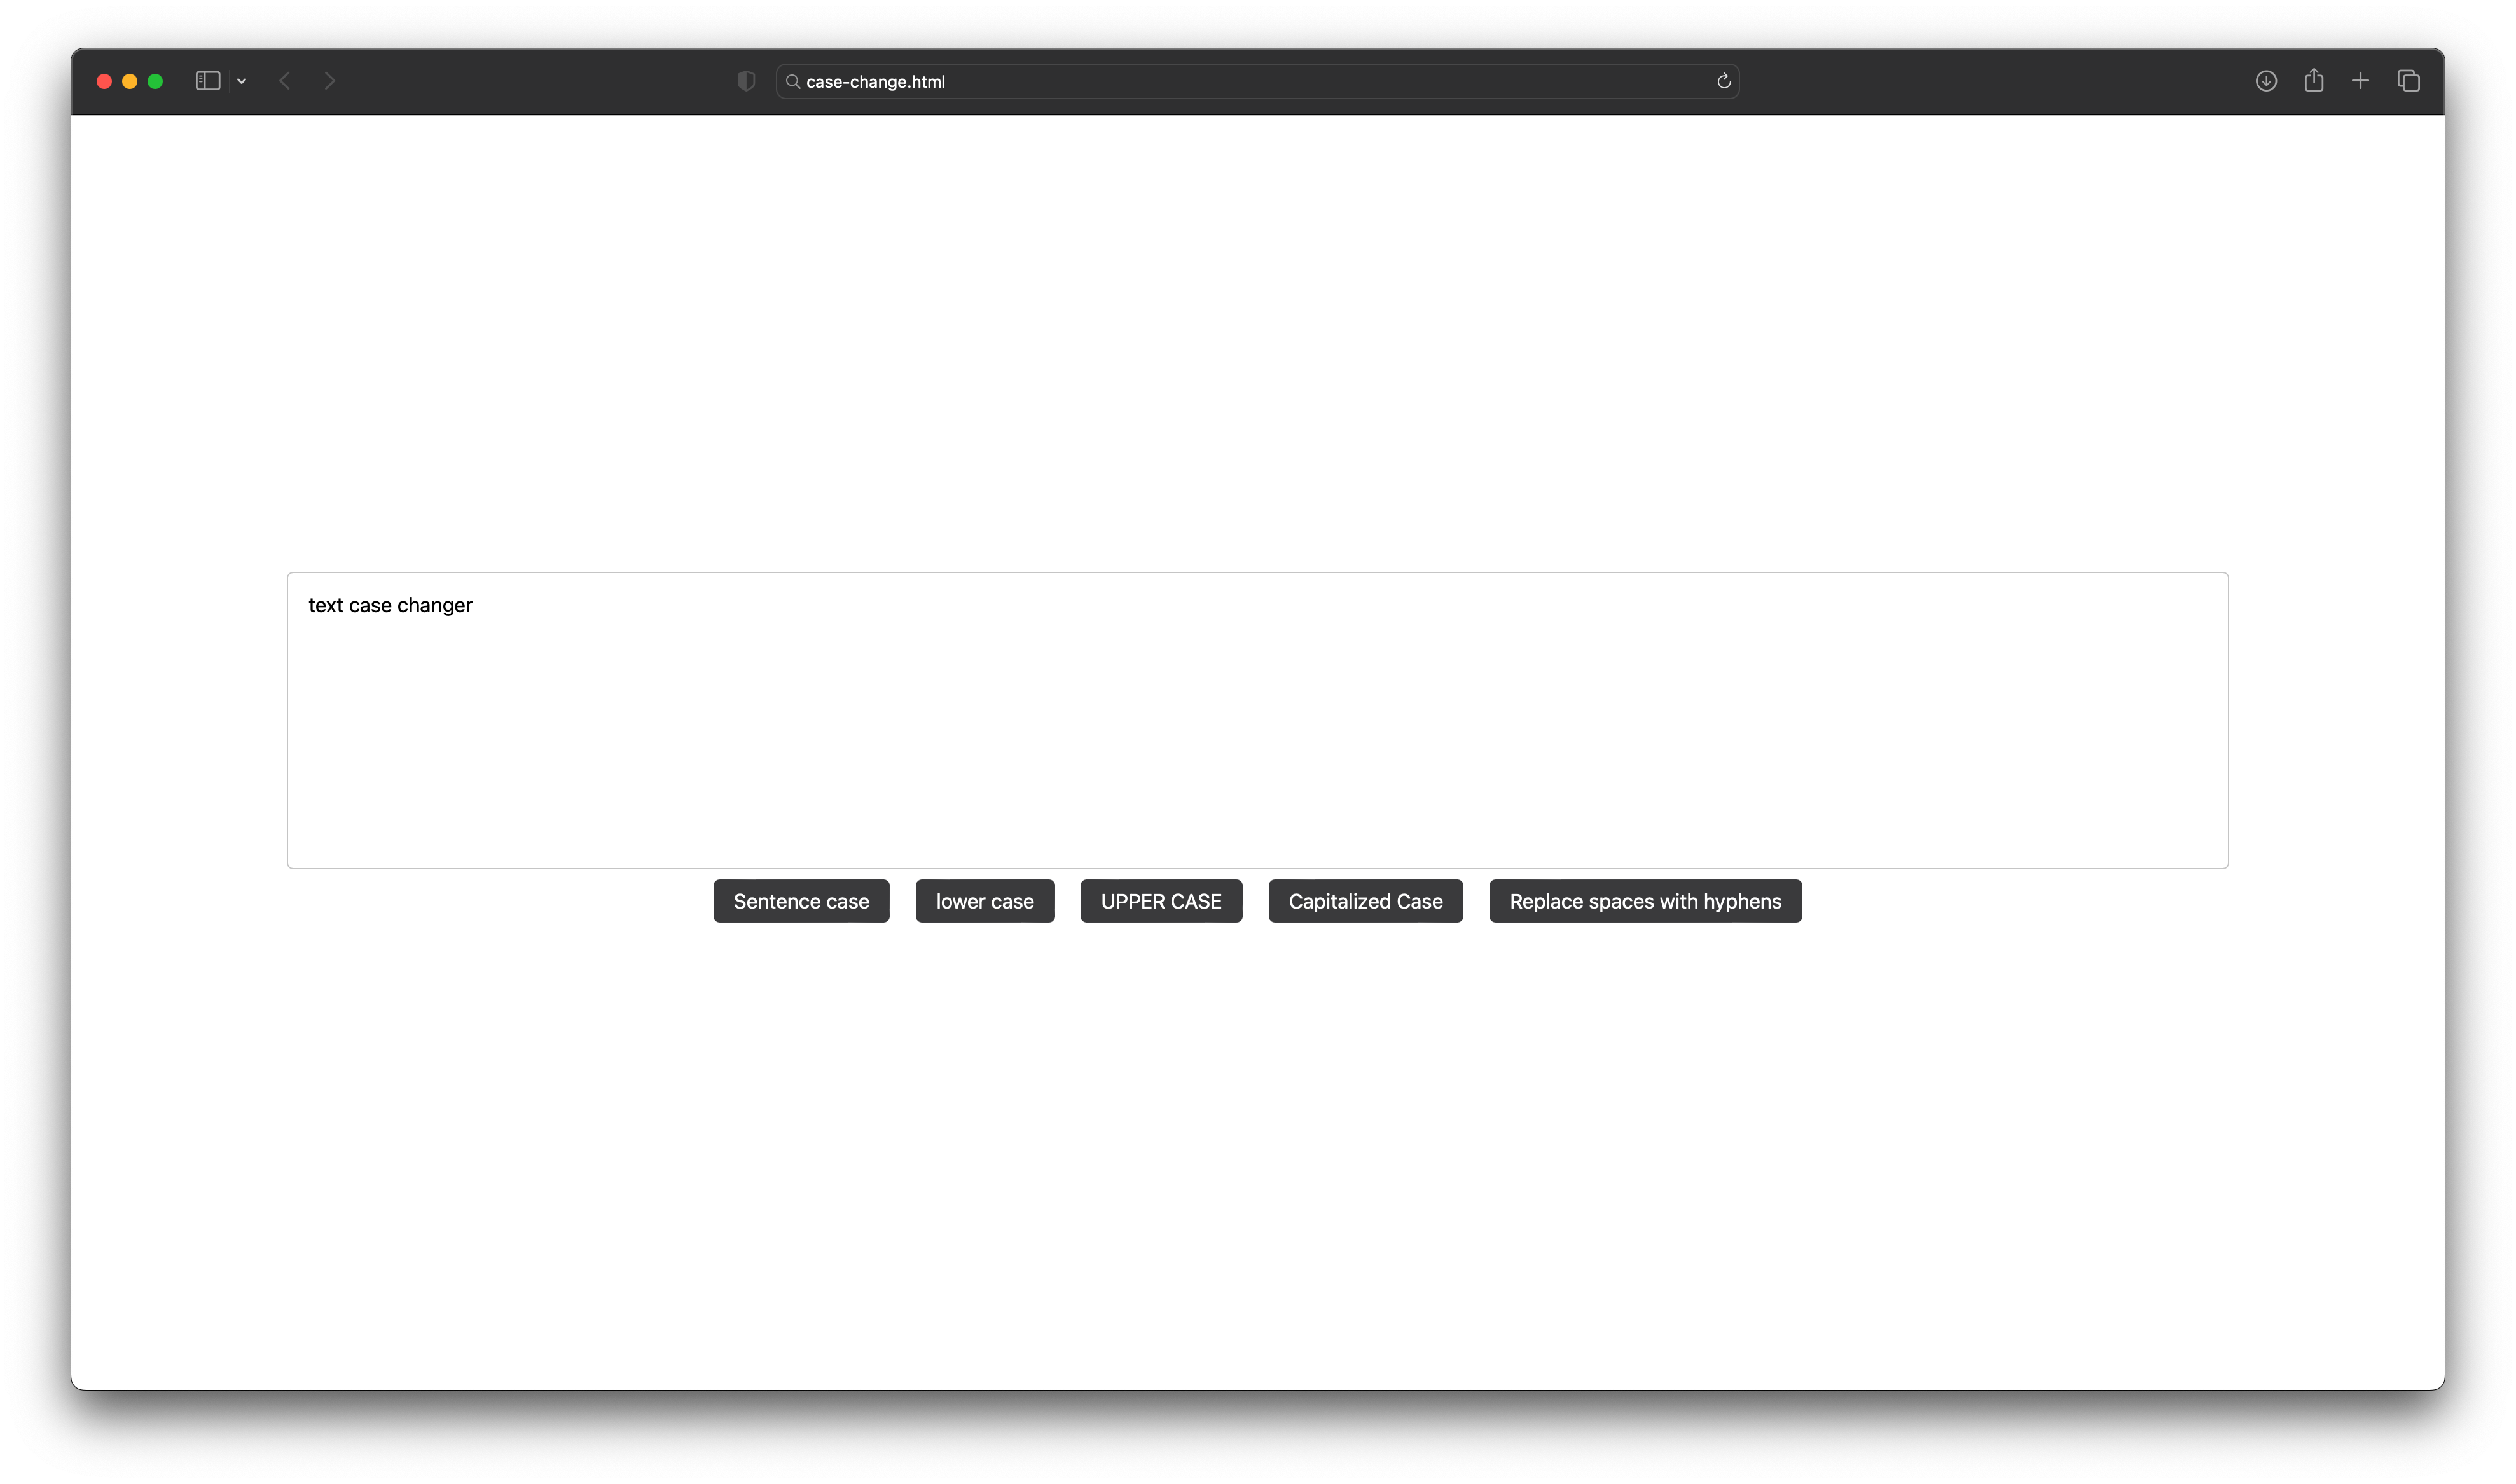 case-change.html
text case changer
Sentence case lower case UPPER CASE Capitalized Case Replace spaces with hyphens